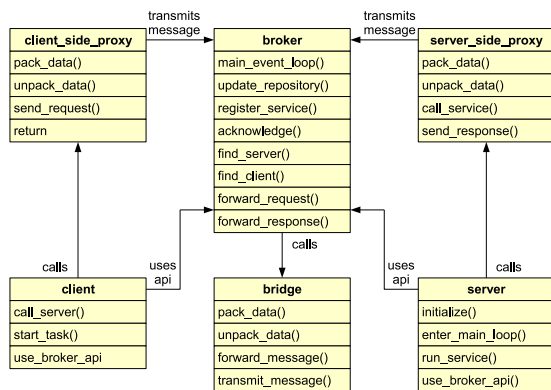 transmits
message
transmits
message
client_side_proxy
pack_data()
unpack_data()
send_request()
return
broker
main_event_loop()
update_repository()
register_service()
acknowledge()
find_server()
find_client()
forward_request()
forward_response()
server_side_proxy
pack_data()
unpack_data()
call_service()
send_response()
calls
uses
api
calls
uses
api
calls
client
call_server()
start_task()
use_broker_api
bridge
pack_data()
unpack_data()
forward_message()
transmit_message()
server
initialize()
enter_main_loop()
run_service()
use_broker_api()